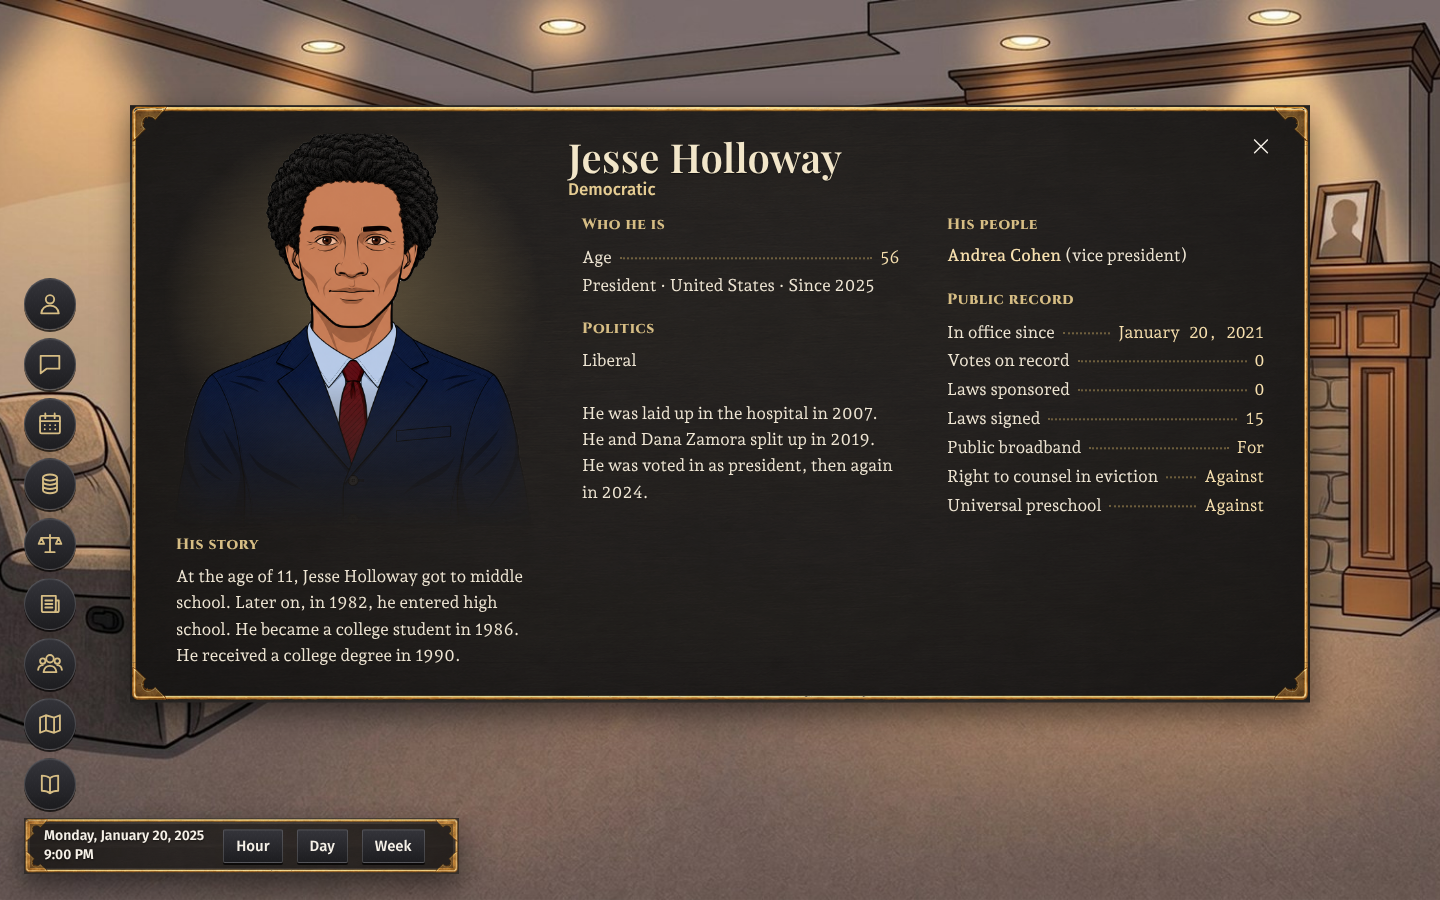 Jesse Holloway
Democratic
Who he is
Age 56
President · United States · Since 2025
Politics
Liberal
He was laid up in the hospital in 2007.
He and Dana Zamora split up in 2019.
He was voted in as president, then again
in 2024.
His people
Andrea Cohen (vice president)
Public record
In office since January 20, 2021
Votes on record 0
Laws sponsored 0
Laws signed 15
Public broadband For
Right to counsel in eviction Against
Universal preschool Against
His story
At the age of 11, Jesse Holloway got to middle
school. Later on, in 1982, he entered high
school. He became a college student in 1986.
He received a college degree in 1990.
Monday, January 20, 2025
9:00 PM
Hour
Day
Week